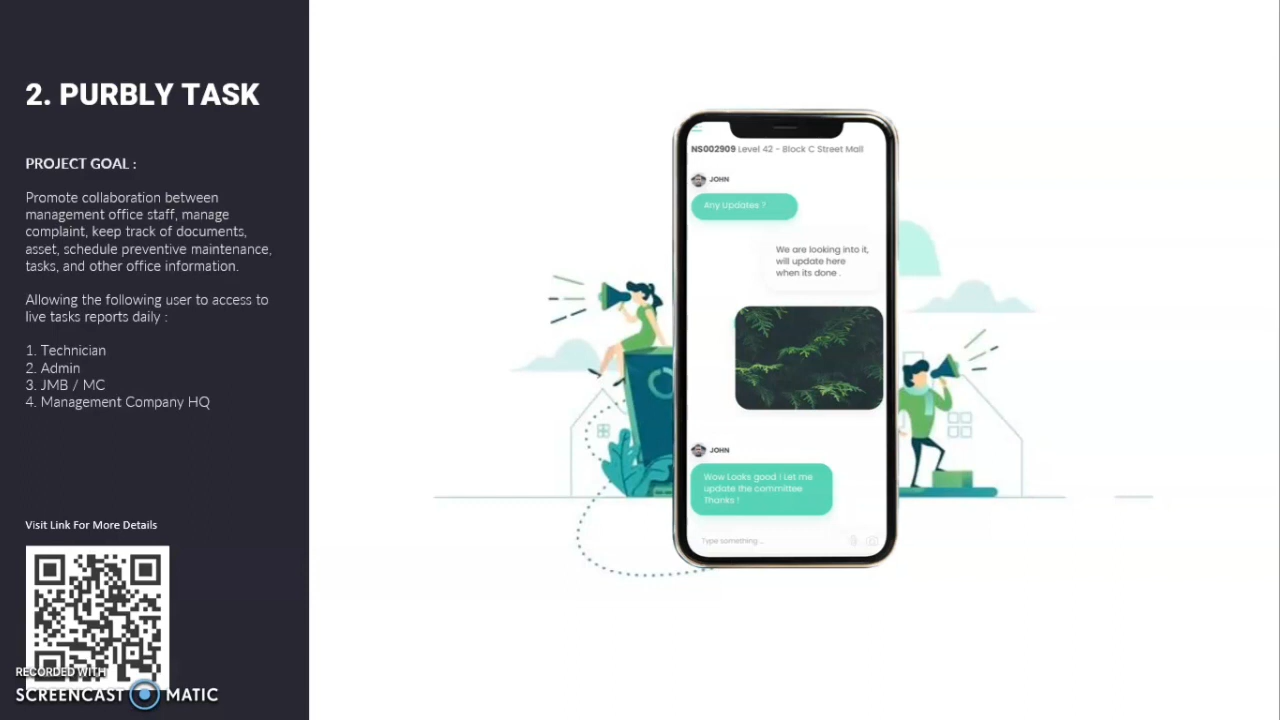 2. PURBLY TASK
PROJECT GOAL :
Promote collaboration between
management office staff, manage
complaint, keep track of documents,
asset, schedule preventive maintenance,
tasks, and other office information.
Allowing the following user to access to
live tasks reports daily :
1. Technician
2. Admin
3. JMB / MC
4. Management Company HQ
Visit Link For More Details
RECORDED WITH
SCREENCAST MATIC
NS002909 Level 42 - Block C Street Mall
JOHN
Any Updates ?
We are looking into it,
will update here
when its done .
JOHN
Wow Looks good ! Let me
update the committee
Thanks !
Type something ...